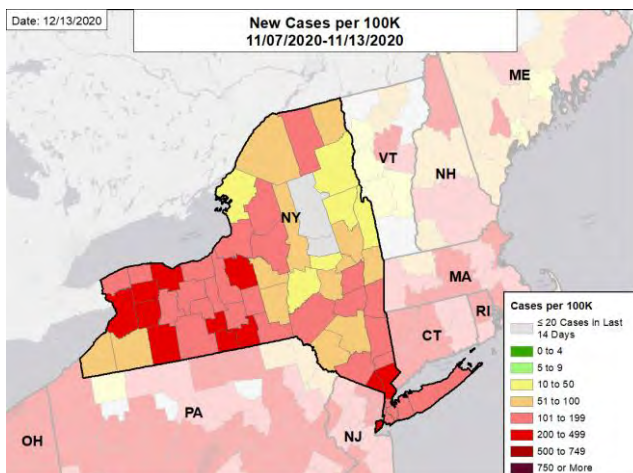 Date: 12/13/2020
New Cases per 100K
11/07/2020-11/13/2020
ME
VT
NH
NY
MA
CT
RI
PA
OH
NJ
Cases per 100K
≤ 20 Cases in Last
14 Days
0 to 4
5 to 9
10 to 50
51 to 100
101 to 199
200 to 499
500 to 749
750 or More